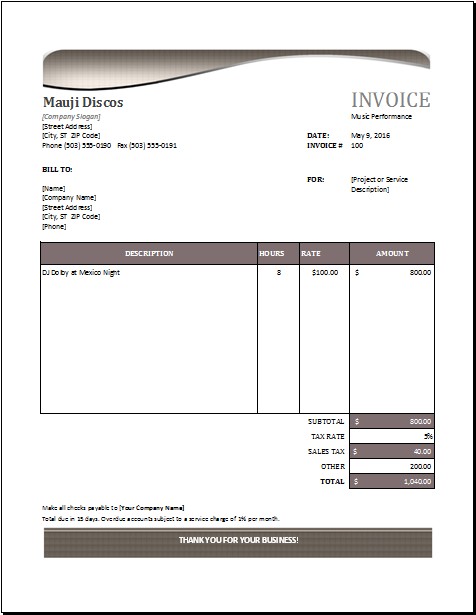 Mauji Discos
INVOICE
[Company Slogan]
Music Performance
[Street Address]
[City, ST ZIP Code]
DATE: May 9, 2016
Phone (503) 555-0190 Fax (503) 555-0191
INVOICE # 100
BILL TO:
FOR: [Project or Service
Description]
[Name]
[Company Name]
[Street Address]
[City, ST ZIP Code]
[Phone]
DESCRIPTION HOURS RATE AMOUNT
DJ Dolby at Mexico Night 8 $100.00 $ 800.00
SUBTOTAL $ 800.00
TAX RATE 5%
SALES TAX $ 40.00
OTHER 200.00
TOTAL $ 1,040.00
Make all checks payable to [Your Company Name]
Total due in 15 days. Overdue accounts subject to a service charge of 1% per month.
THANK YOU FOR YOUR BUSINESS!